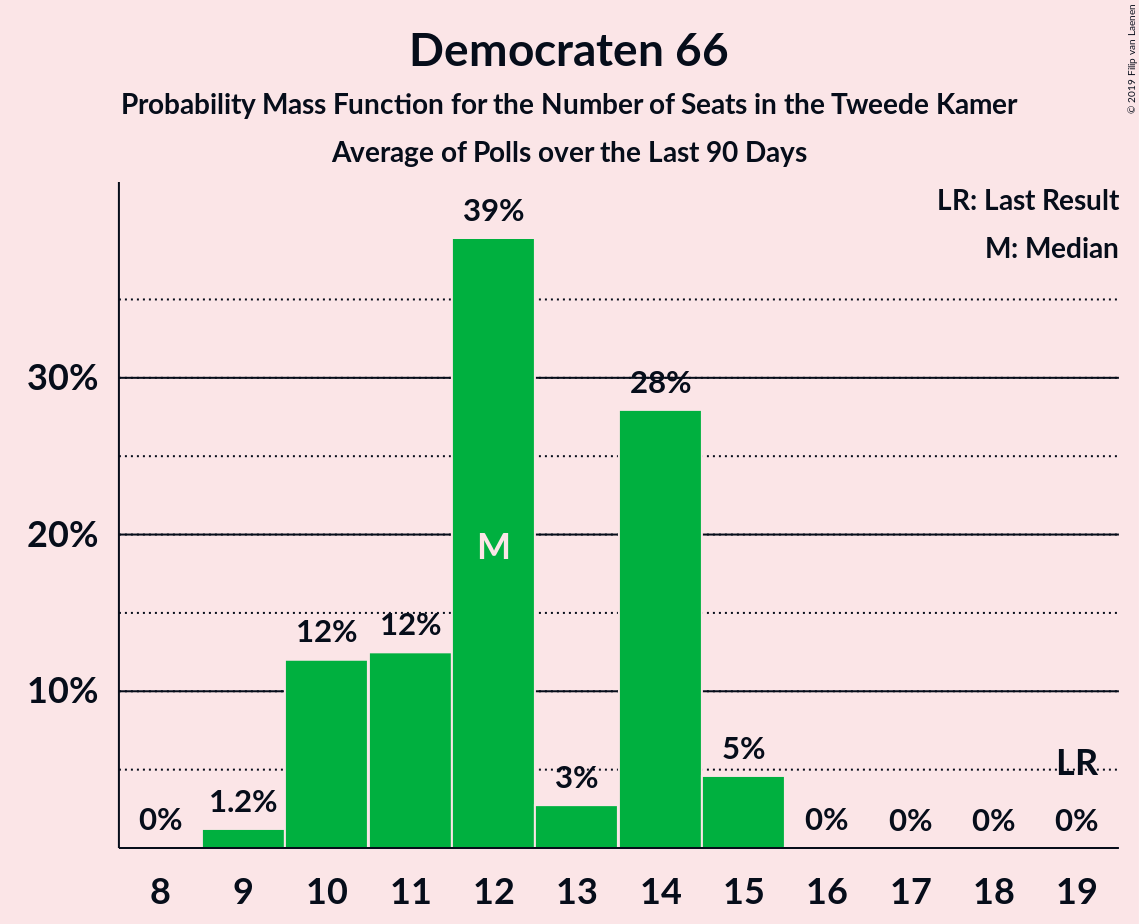 Democraten 66
Probability Mass Function for the Number of Seats in the Tweede Kamer
Average of Polls over the Last 90 Days
© 2019 Filip van Laenen
LR: Last Result
M: Median
39%
30%
28%
20%
M
12%
12%
10%
5%
LR
3%
1.2%
0%
0%
0%
0%
0%
8 9 10 11 12 13 14 15 16 17 18 19